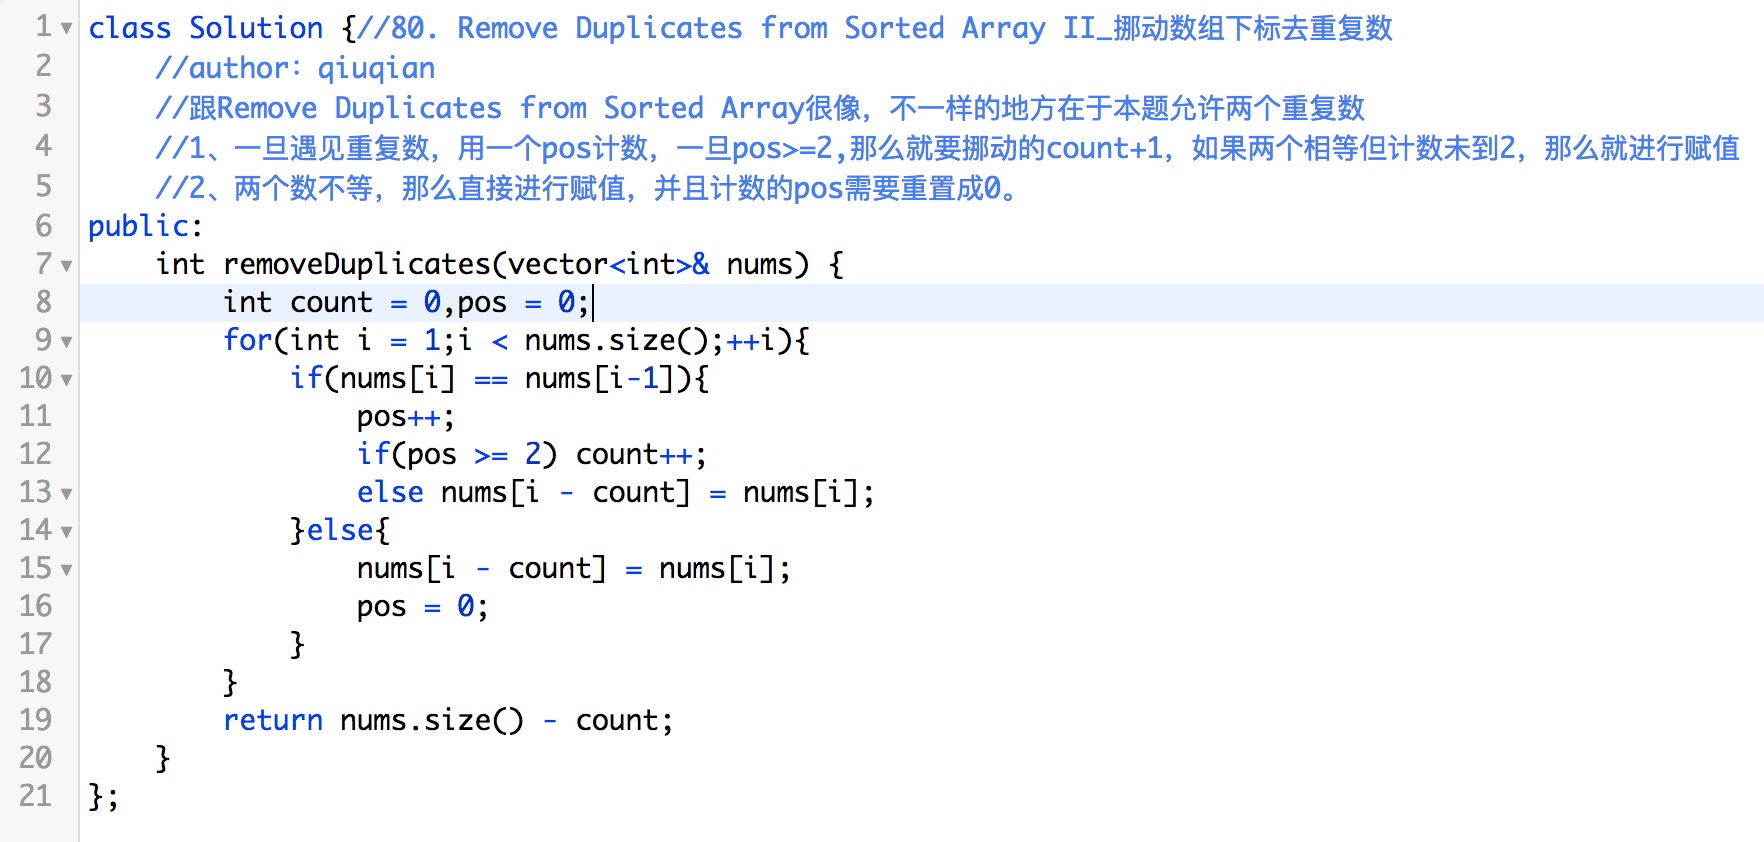 1 class Solution {//80. Remove Duplicates from Sorted Array II_挪动数组下标去重复数
2 //author: qiuqian
3 //跟Remove Duplicates from Sorted Array很像，不一样的地方在于本题允许两个重复数
4 //1、一旦遇见重复数，用一个pos计数，一旦pos>=2,那么就要挪动的count+1，如果两个相等但计数未到2，那么就进行赋值
5 //2、两个数不等，那么直接进行赋值，并且计数的pos需要重置成0。
6 public:
7 int removeDuplicates(vector<int>& nums) {
8 int count = 0,pos = 0;
9 for(int i = 1;i < nums.size();++i){
10 if(nums[i] == nums[i-1]){
11 pos++;
12 if(pos >= 2) count++;
13 else nums[i - count] = nums[i];
14 }else{
15 nums[i - count] = nums[i];
16 pos = 0;
17 }
18 }
19 return nums.size() - count;
20 }
21 };